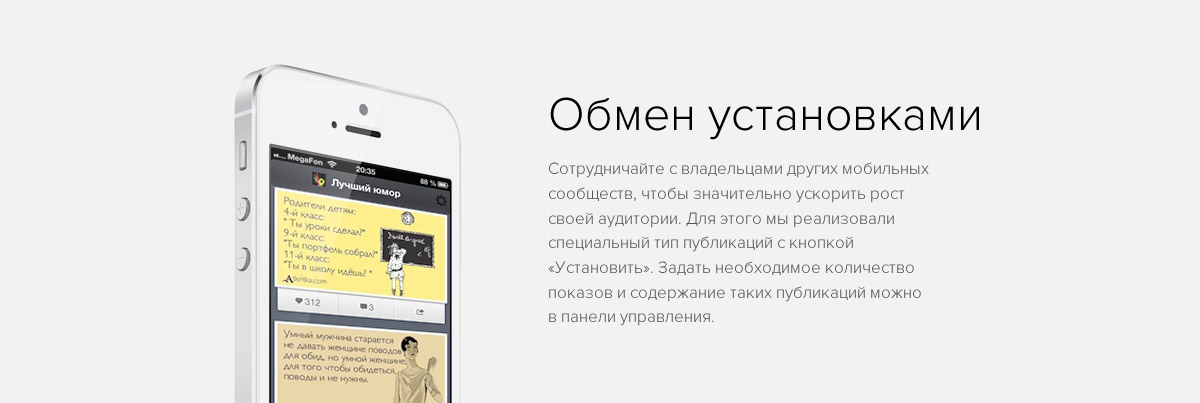 Обмен установками
Сотрудничайте с владельцами других мобильных
сообществ, чтобы значительно ускорить рост
своей аудитории. Для этого мы реализовали
специальный тип публикаций с кнопкой
«Установить». Задать необходимое количество
показов и содержание таких публикаций можно
в панели управления.
MegaFon
20:35
88 %
Лучший юмор
Родители детям:
4-й класс:
" Ты уроки сделал?"
9-й класс:
"Ты портфель собрал?"
11-й класс:
"Ты в школу идёшь? "
Atkritka.com
312
3
Умный мужчина старается
не давать женщине поводов
для обид, но умной женщине,
для того чтобы обидеться,
поводы и не нужны.